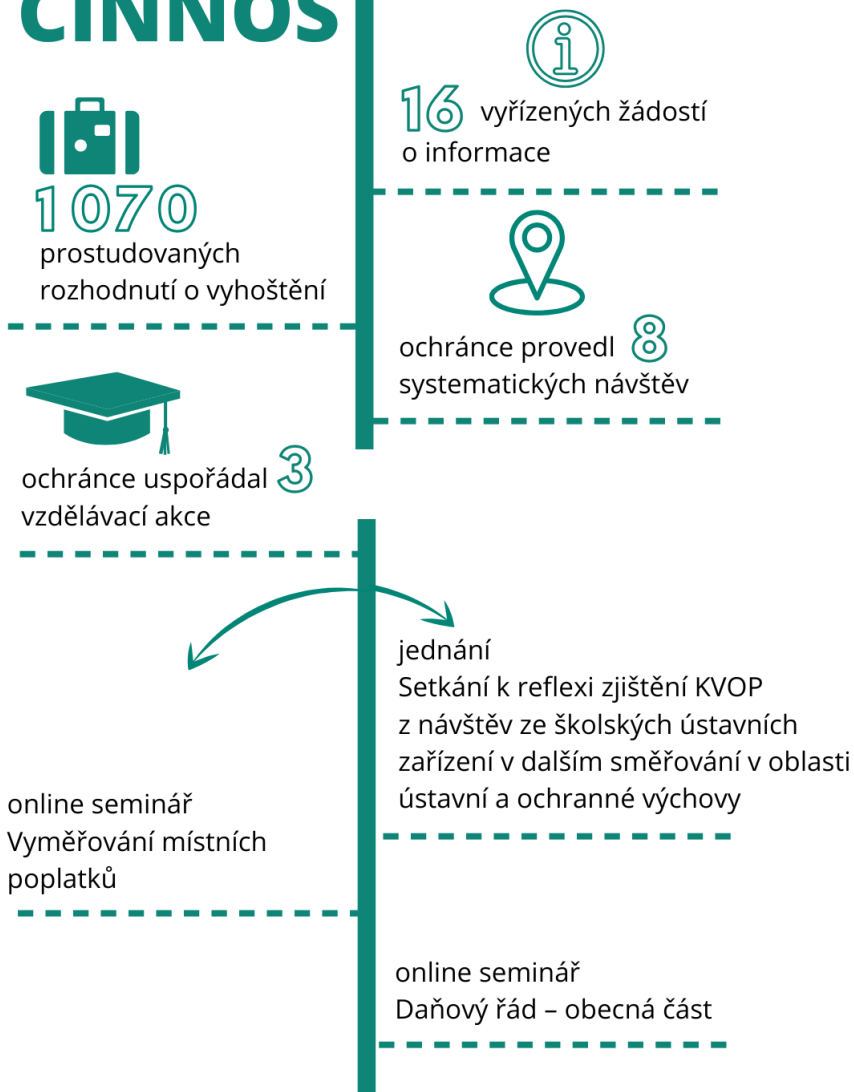 ČINNOS
16 vyřízených žádostí
o informace
1070
prostudovaných
rozhodnutí o vyhoštění
ochránce provedl 8
systematických návštěv
ochránce uspořádal 3
vzdělávací akce
jednání
Setkání k reflexi zjištění KVOP
z návštěv ze školských ústavních
zařízení v dalším směřování v oblasti
ústavní a ochranné výchovy
online seminář
Vyměřování místních
poplatků
online seminář
Daňový řád – obecná část